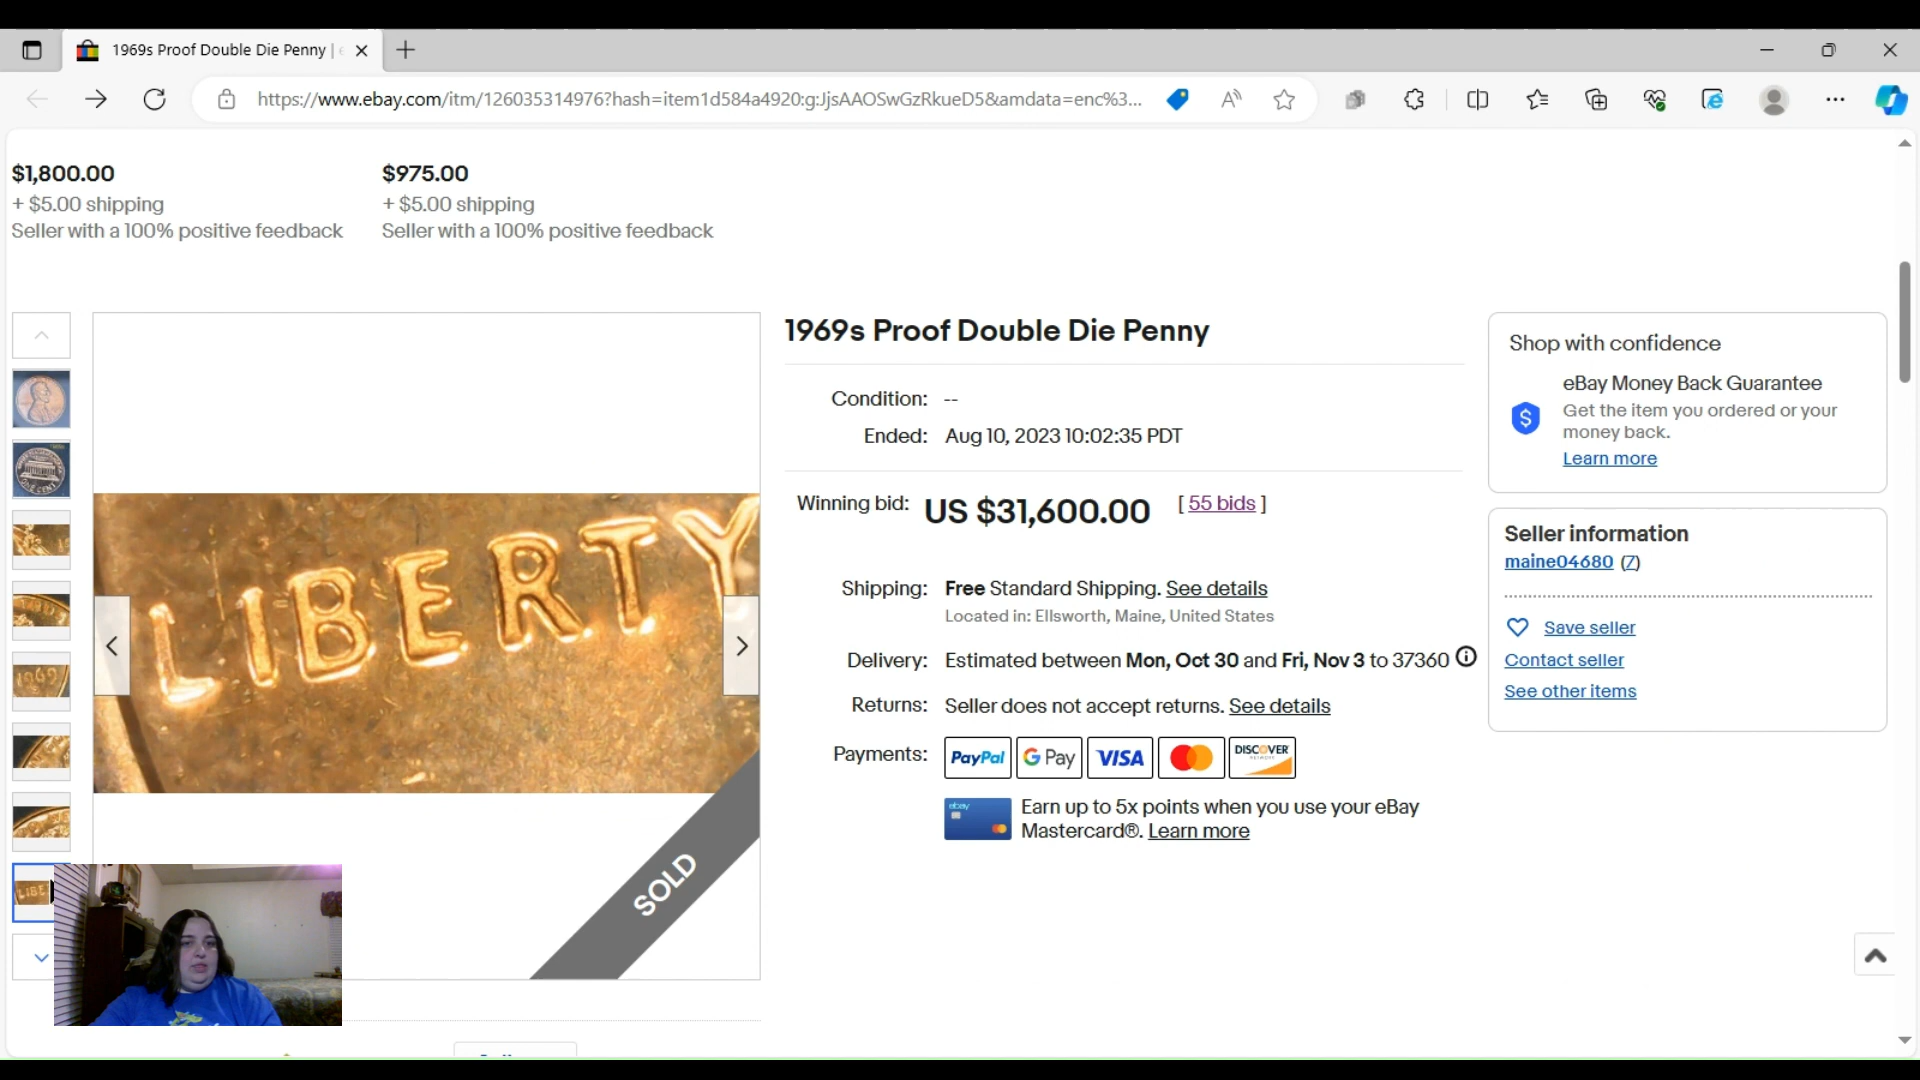 1969s Proof Double Die Penny | e
https://www.ebay.com/itm/126035314976?hash=item1d584a4920:g:JjsAAOSwGzRkueD5&amdata=enc%3...
$1,800.00
+ $5.00 shipping
Seller with a 100% positive feedback
$975.00
+ $5.00 shipping
Seller with a 100% positive feedback
LIBERTY
SOLD
1969
LIBE
1969s Proof Double Die Penny
Condition: --
Ended: Aug 10, 2023 10:02:35 PDT
Winning bid: US $31,600.00 [ 55 bids ]
Shipping: Free Standard Shipping. See details
Located in: Ellsworth, Maine, United States
Delivery: Estimated between Mon, Oct 30 and Fri, Nov 3 to 37360
Returns: Seller does not accept returns. See details
Payments: PayPal G Pay VISA DISCOVER
ebay
Earn up to 5x points when you use your eBay
Mastercard®. Learn more
Shop with confidence
eBay Money Back Guarantee
Get the item you ordered or your
money back.
Learn more
Seller information
maine04680 (7)
Save seller
Contact seller
See other items